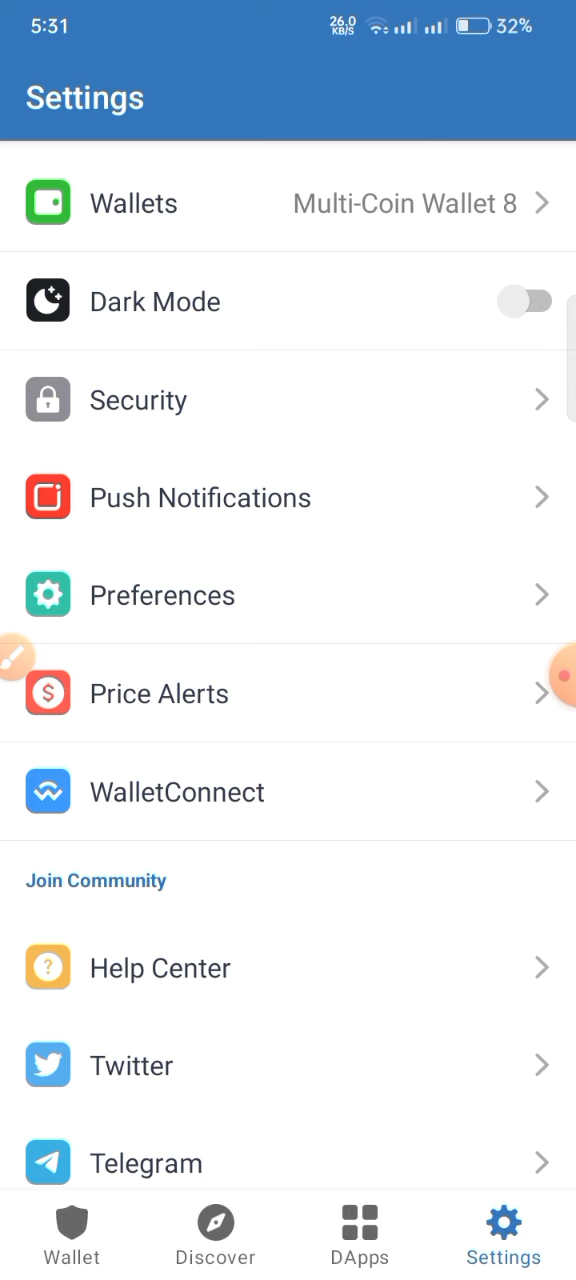 5:31 26.0 KB/S 32%
Settings
Wallets Multi-Coin Wallet 8
Dark Mode
Security
Push Notifications
Preferences
$ Price Alerts
WalletConnect
Join Community
? Help Center
Twitter
Telegram
Wallet Discover DApps Settings